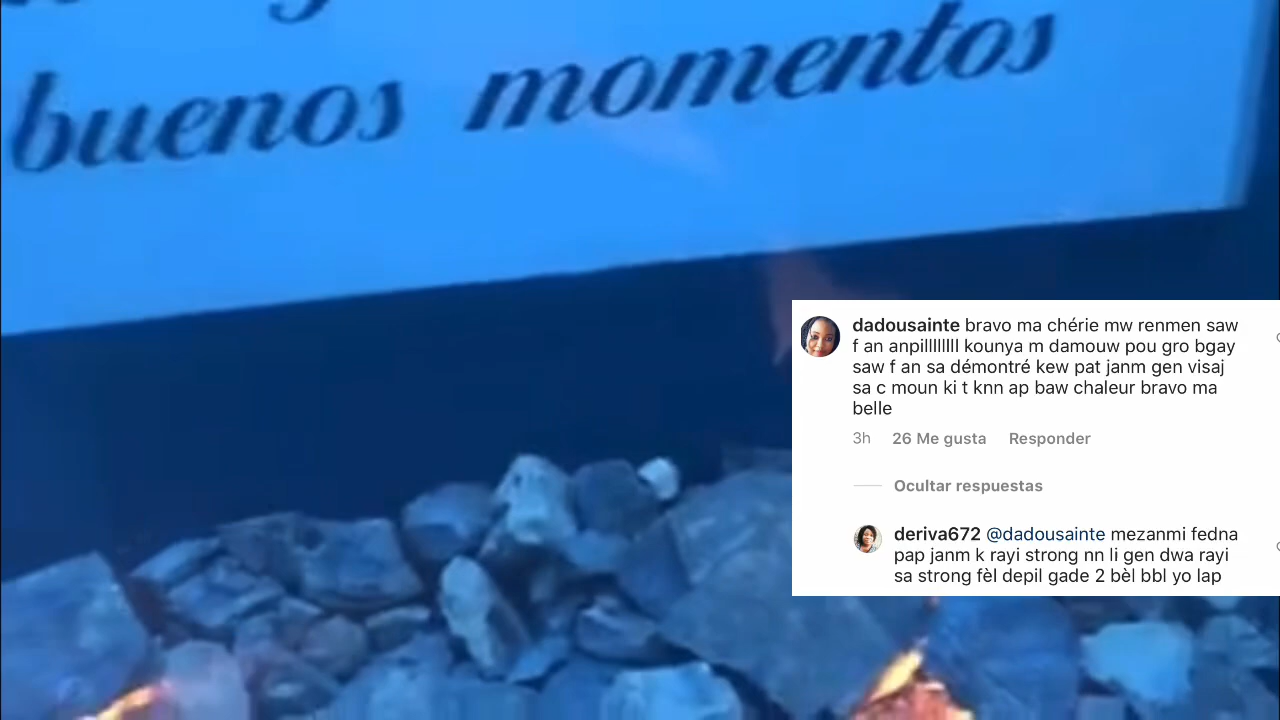 buenos momentos
dadousainte bravo ma chérie mw renmen saw
f an anpillllllll kounya m damouw pou gro bgay
saw f an sa démontré kew pat janm gen visaj
sa c moun ki t knn ap baw chaleur bravo ma
belle
3h 26 Me gusta Responder
Ocultar respuestas
deriva672 @dadousainte mezanmi fedna
pap janm k rayi strong nn li gen dwa rayi
sa strong fèl depil gade 2 bèl bbl yo lap